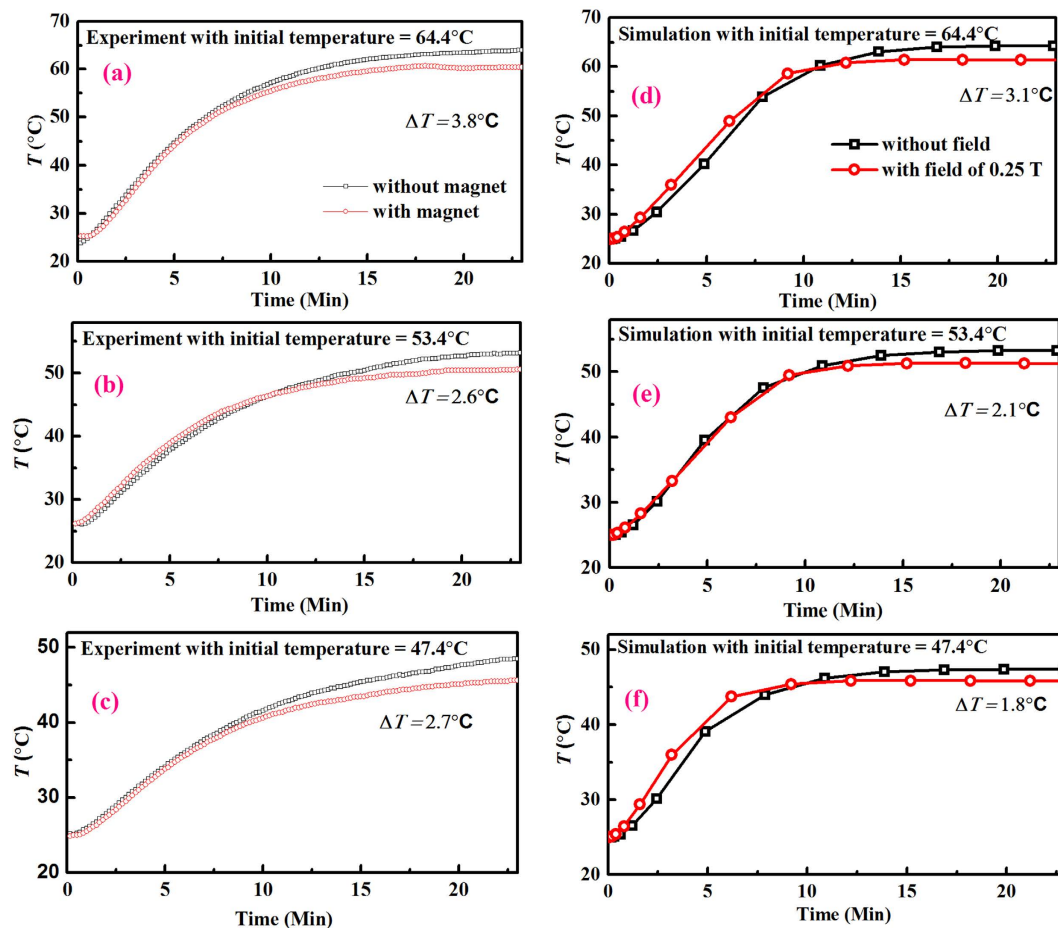 Experiment with initial temperature = 64.4°C
(a)
ΔT = 3.8°C
without magnet
with magnet
T (°C)
70
60
50
40
30
20
0 5 10 15 20
Time (Min)
Simulation with initial temperature = 64.4°C
(d)
ΔT = 3.1°C
without field
with field of 0.25 T
T (°C)
70
60
50
40
30
20
0 5 10 15 20
Time (Min)
Experiment with initial temperature = 53.4°C
(b)
ΔT = 2.6°C
T (°C)
50
40
30
20
0 5 10 15 20
Time (Min)
Simulation with initial temperature = 53.4°C
(e)
ΔT = 2.1°C
T (°C)
50
40
30
20
0 5 10 15 20
Time (Min)
Experiment with initial temperature = 47.4°C
(c)
ΔT = 2.7°C
T (°C)
50
40
30
20
0 5 10 15 20
Time (Min)
Simulation with initial temperature = 47.4°C
(f)
ΔT = 1.8°C
T (°C)
50
40
30
20
0 5 10 15 20
Time (Min)